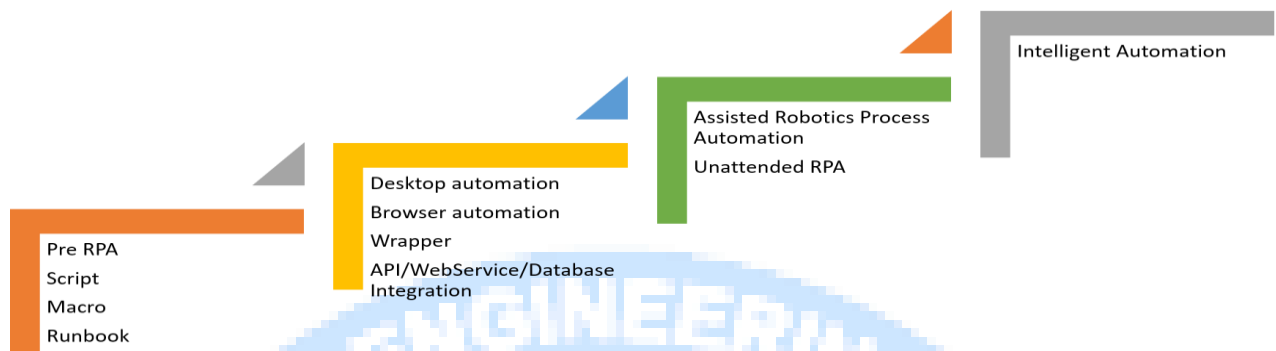 Pre RPA
Script
Macro
Runbook
Desktop automation
Browser automation
Wrapper
API/WebService/Database
Integration
Assisted Robotics Process
Automation
Unattended RPA
Intelligent Automation